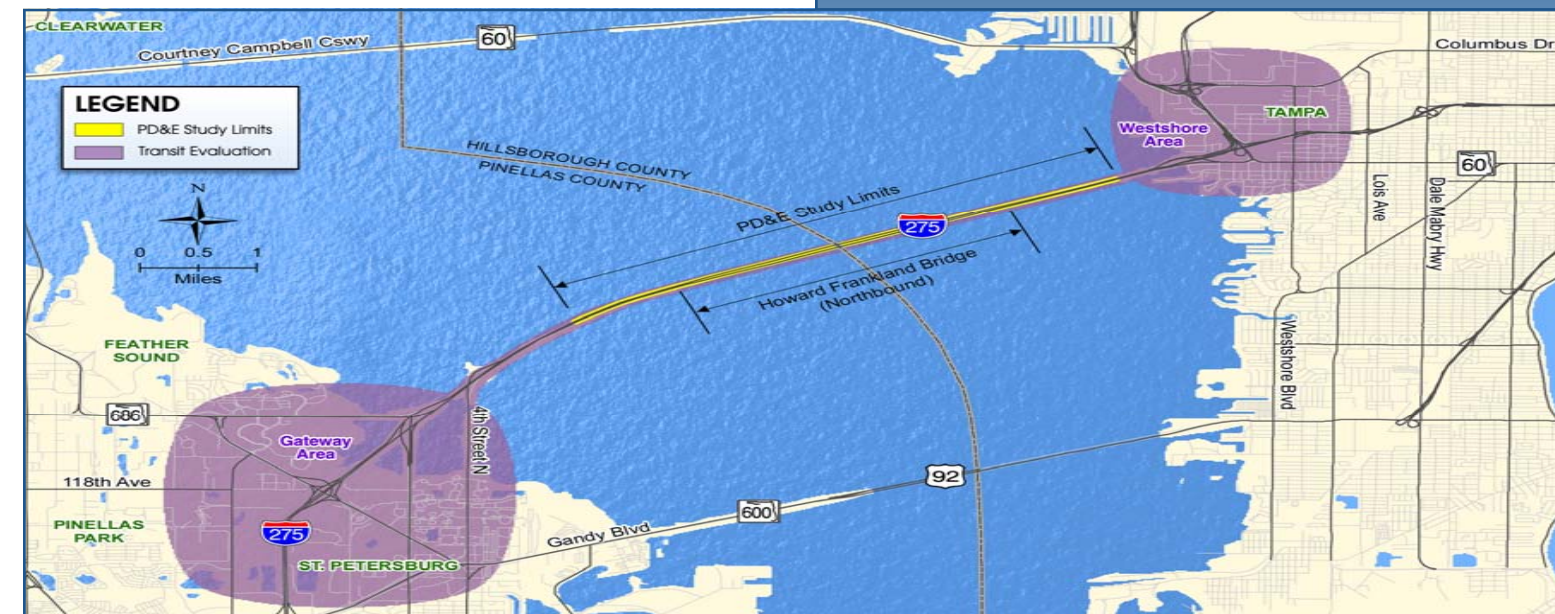 CLEARWATER
Courtney Campbell Cswy
60
Columbus Dr
LEGEND
PD&E Study Limits
Transit Evaluation
Westshore
Area
TAMPA
HILLSBOROUGH COUNTY
PINELLAS COUNTY
60
N
0 0.5 1
Miles
PD&E Study Limits
275
Howard Frankland Bridge
(Northbound)
Lois Ave
Dale Mabry Hwy
Westshore Blvd
FEATHER
SOUND
686
Gateway
Area
4th Street N
118th Ave
92
PINELLAS
PARK
275
600
Gandy Blvd
ST. PETERSBURG